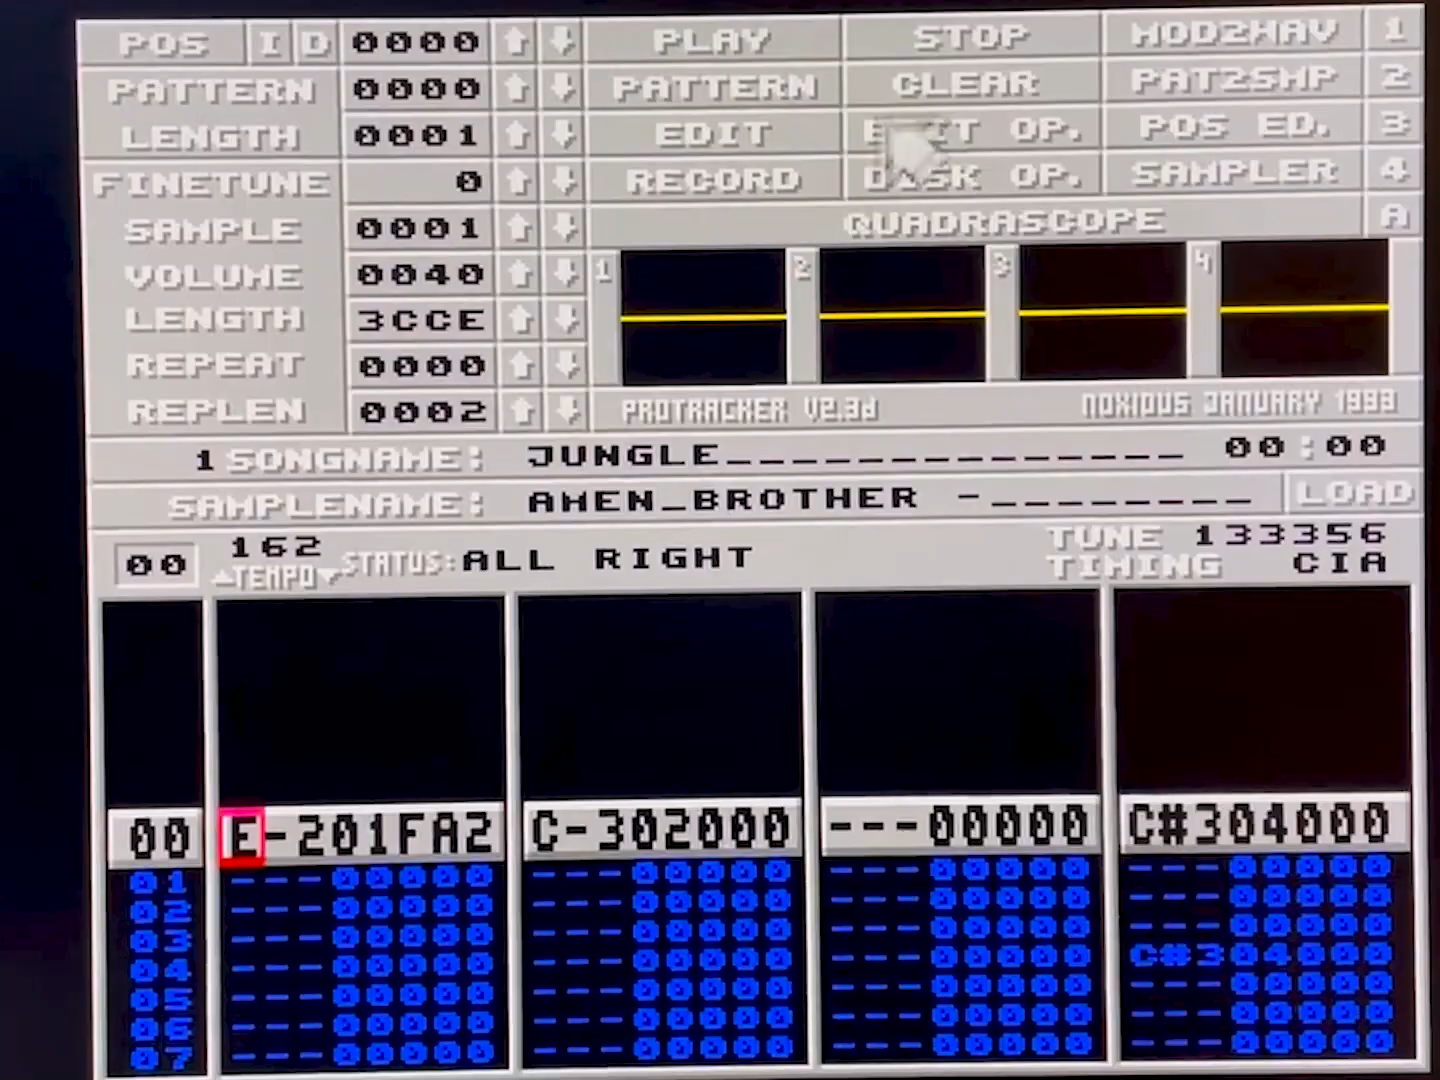 POS I D 0000 PLAY STOP MOD2WAV 1
PATTERN 0000 PATTERN CLEAR PAT2SMP 2
LENGTH 0001 EDIT EDIT OP. POS ED. 3
FINETUNE 0 RECORD DISK OP. SAMPLER 4
SAMPLE 0001 QUADRASCOPE A
VOLUME 0040 1 2 3 4
LENGTH 3CCE
REPEAT 0000
REPLEN 0002 PROTRACKER V2.3d NOXIOUS JANUARY 1993
1 SONGNAME: JUNGLE_______________ 00:00
SAMPLENAME: AMEN_BROTHER -________ LOAD
00 162 TEMPO STATUS: ALL RIGHT TUNE 133356
TIMING CIA
00 E-201FA2 C-302000 ---00000 C#304000
01 ---00000 ---00000 ---00000 ---00000
02 ---00000 ---00000 ---00000 ---00000
03 ---00000 ---00000 ---00000 ---00000
04 ---00000 ---00000 ---00000 C#304000
05 ---00000 ---00000 ---00000 ---00000
06 ---00000 ---00000 ---00000 ---00000
07 ---00000 ---00000 ---00000 ---00000